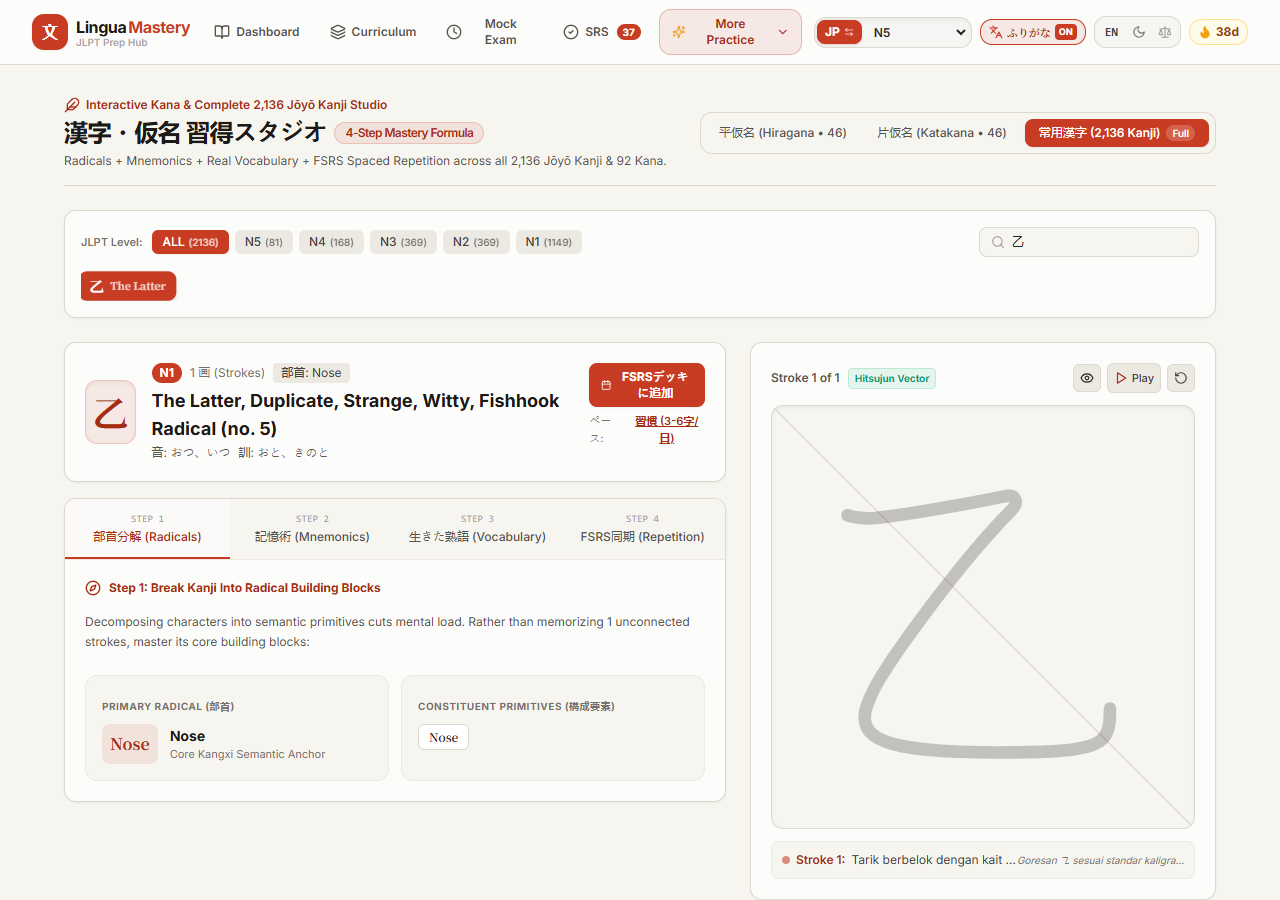 文 LinguaMastery
JLPT Prep Hub
Dashboard
Curriculum
Mock Exam
SRS 37
More Practice
JP N5
ふりがな ON
EN
38d
Interactive Kana & Complete 2,136 Jōyō Kanji Studio
漢字・仮名 習得スタジオ 4-Step Mastery Formula
Radicals + Mnemonics + Real Vocabulary + FSRS Spaced Repetition across all 2,136 Jōyō Kanji & 92 Kana.
平仮名 (Hiragana • 46) 片仮名 (Katakana • 46) 常用漢字 (2,136 Kanji) Full
JLPT Level: ALL (2136) N5 (81) N4 (168) N3 (369) N2 (369) N1 (1149)
乙
乙 The Latter
乙
N1 1 画 (Strokes) 部首: Nose
The Latter, Duplicate, Strange, Witty, Fishhook
Radical (no. 5)
音: おつ、いつ 訓: おと、きのと
FSRSデッキ
に追加
ペース: 習慣 (3-6字/日)
STEP 1
部首分解 (Radicals)
STEP 2
記憶術 (Mnemonics)
STEP 3
生きた熟語 (Vocabulary)
STEP 4
FSRS同期 (Repetition)
Step 1: Break Kanji Into Radical Building Blocks
Decomposing characters into semantic primitives cuts mental load. Rather than memorizing 1 unconnected
strokes, master its core building blocks:
PRIMARY RADICAL (部首)
Nose
Nose
Core Kangxi Semantic Anchor
CONSTITUENT PRIMITIVES (構成要素)
Nose
Stroke 1 of 1 Hitsujun Vector
Play
Stroke 1: Tarik berbelok dengan kait ... Goresan ㇠ sesuai standar kaligra...